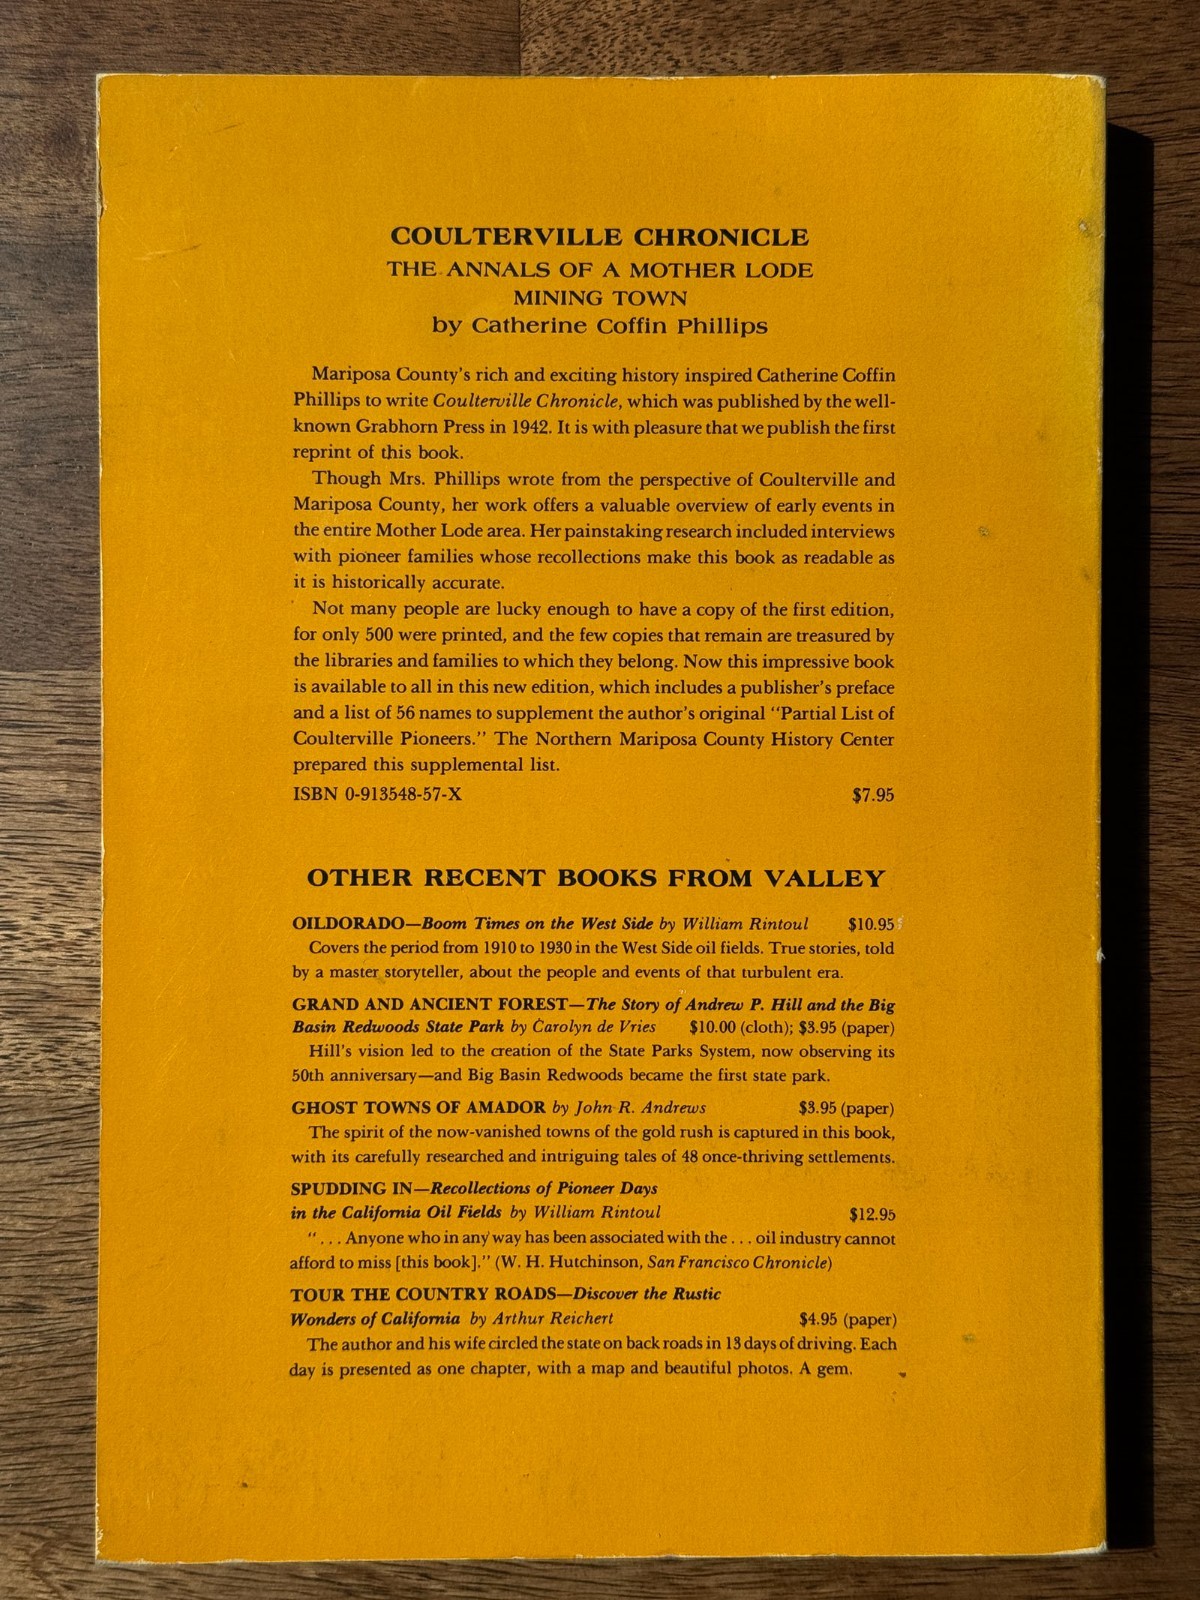 COULTERVILLE CHRONICLE
THE ANNALS OF A MOTHER LODE
MINING TOWN
by Catherine Coffin Phillips
Mariposa County's rich and exciting history inspired Catherine Coffin
Phillips to write Coulterville Chronicle, which was published by the well-
known Grabhorn Press in 1942. It is with pleasure that we publish the first
reprint of this book.
Though Mrs. Phillips wrote from the perspective of Coulterville and
Mariposa County, her work offers a valuable overview of early events in
the entire Mother Lode area. Her painstaking research included interviews
with pioneer families whose recollections make this book as readable as
it is historically accurate.
Not many people are lucky enough to have a copy of the first edition,
for only 500 were printed, and the few copies that remain are treasured by
the libraries and families to which they belong. Now this impressive book
is available to all in this new edition, which includes a publisher's preface
and a list of 56 names to supplement the author's original "Partial List of
Coulterville Pioneers." The Northern Mariposa County History Center
prepared this supplemental list.
ISBN 0-913548-57-X $7.95
OTHER RECENT BOOKS FROM VALLEY
OILDORADO—Boom Times on the West Side by William Rintoul $10.95
Covers the period from 1910 to 1930 in the West Side oil fields. True stories, told
by a master storyteller, about the people and events of that turbulent era.
GRAND AND ANCIENT FOREST—The Story of Andrew P. Hill and the Big
Basin Redwoods State Park by Carolyn de Vries $10.00 (cloth); $3.95 (paper)
Hill's vision led to the creation of the State Parks System, now observing its
50th anniversary—and Big Basin Redwoods became the first state park.
GHOST TOWNS OF AMADOR by John R. Andrews $3.95 (paper)
The spirit of the now-vanished towns of the gold rush is captured in this book,
with its carefully researched and intriguing tales of 48 once-thriving settlements.
SPUDDING IN—Recollections of Pioneer Days
in the California Oil Fields by William Rintoul $12.95
"... Anyone who in any way has been associated with the ... oil industry cannot
afford to miss [this book]." (W. H. Hutchinson, San Francisco Chronicle)
TOUR THE COUNTRY ROADS—Discover the Rustic
Wonders of California by Arthur Reichert $4.95 (paper)
The author and his wife circled the state on back roads in 13 days of driving. Each
day is presented as one chapter, with a map and beautiful photos. A gem.